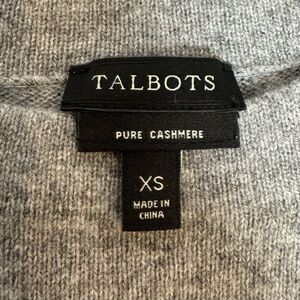 TALBOTS
PURE CASHMERE
XS
MADE IN
CHINA